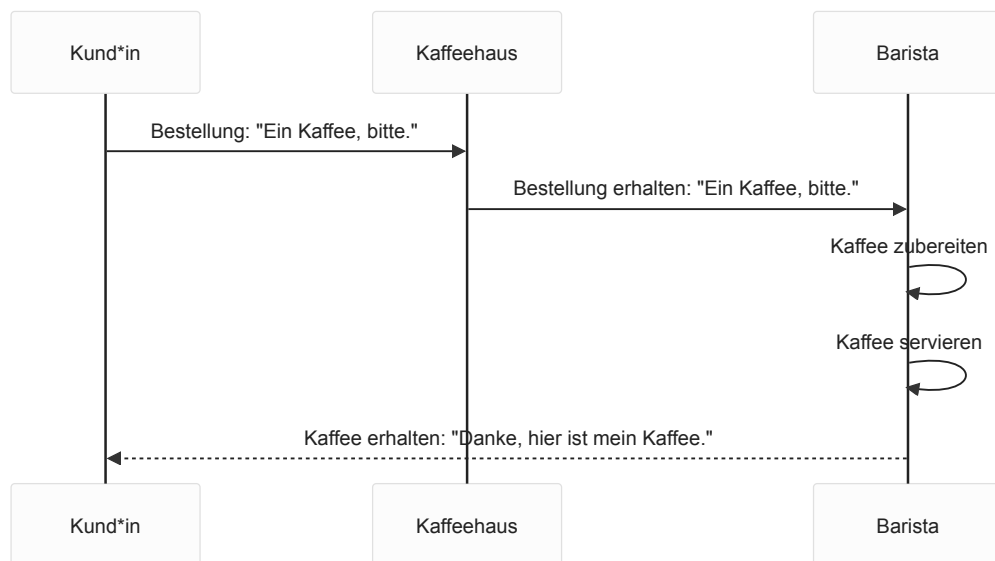 Kund*in
Kaffeehaus
Barista
Bestellung: "Ein Kaffee, bitte."
Bestellung erhalten: "Ein Kaffee, bitte."
Kaffee zubereiten
Kaffee servieren
Kaffee erhalten: "Danke, hier ist mein Kaffee."
Kund*in
Kaffeehaus
Barista